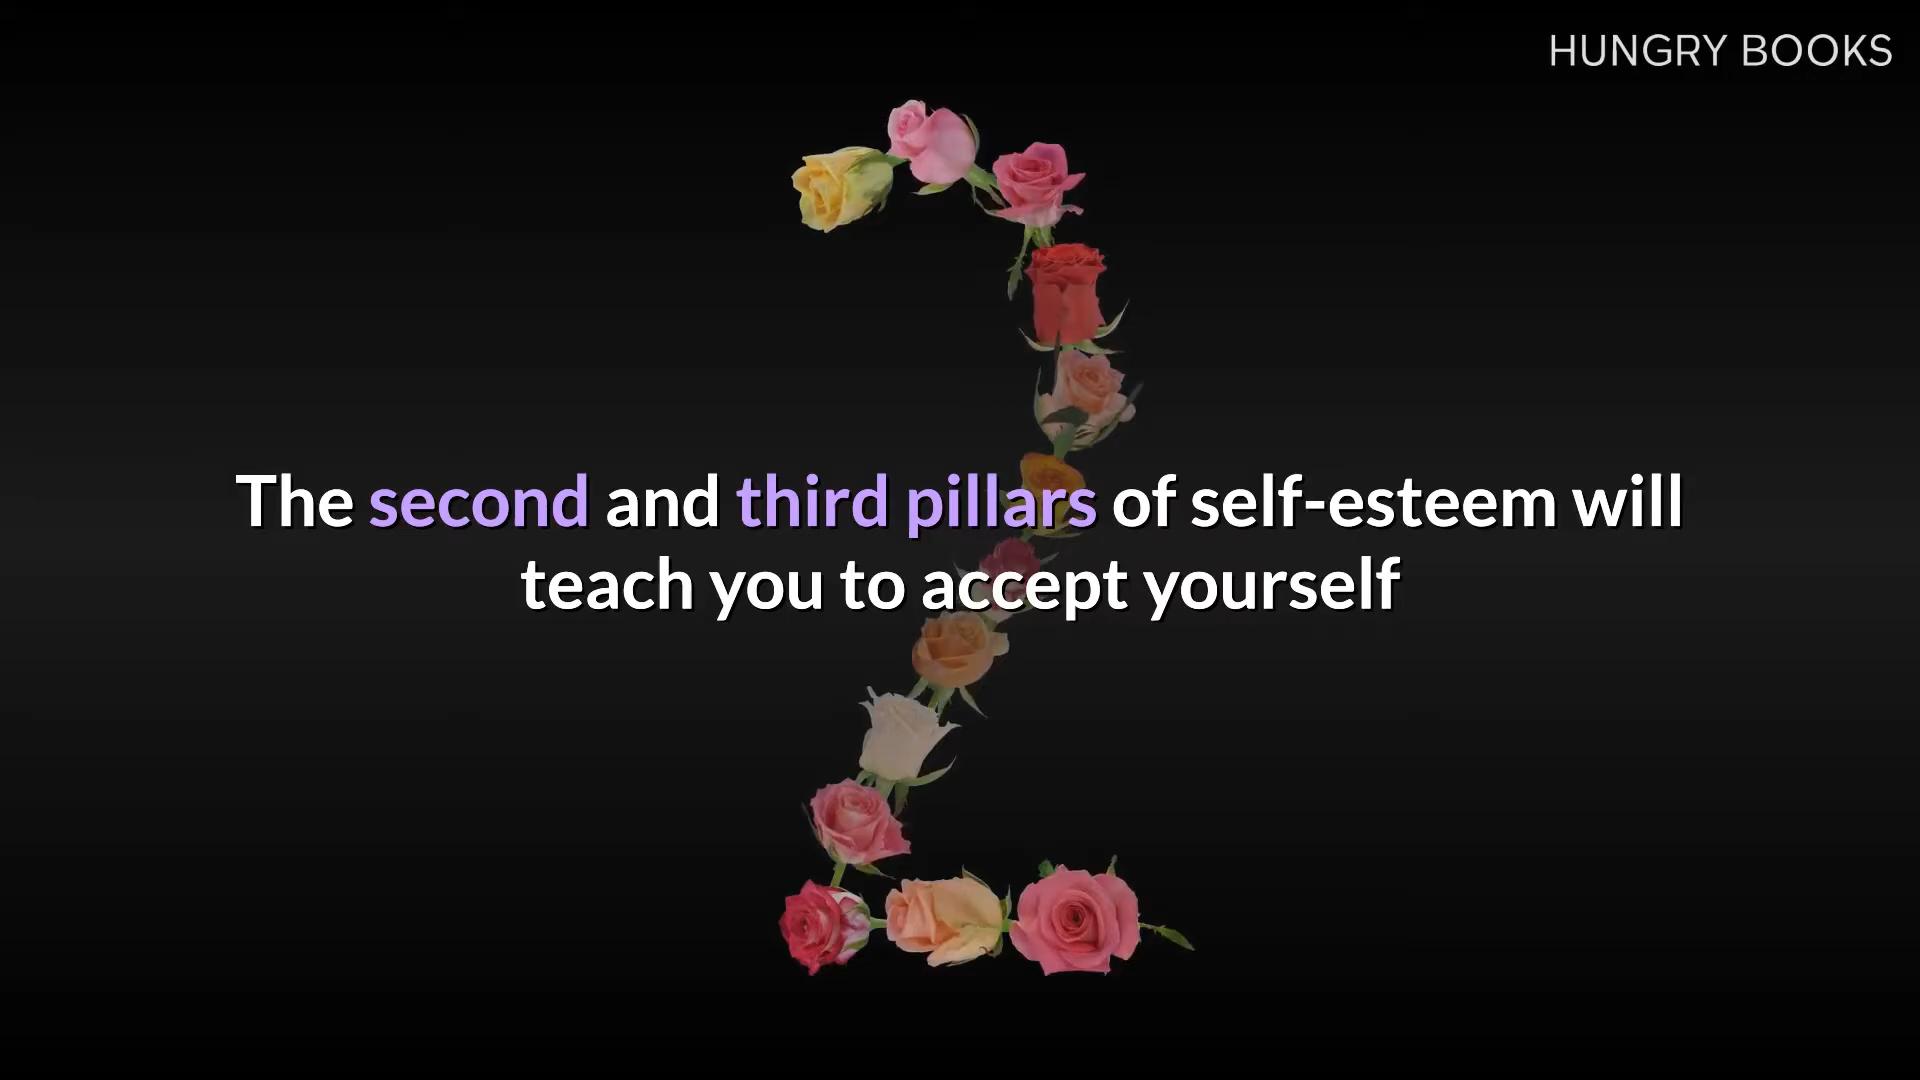 HUNGRY BOOKS
The second and third pillars of self-esteem will
teach you to accept yourself